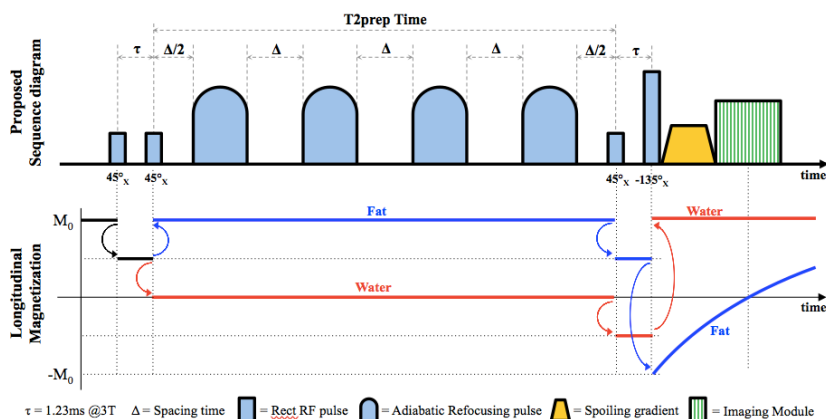 T2prep Time
τ Δ/2 Δ Δ Δ Δ/2 τ
Proposed
Sequence diagram
time
45°x 45°x 45°x -135°x
M₀
Fat
Water
Longitudinal
Magnetization
Water
time
Fat
-M₀
τ = 1.23ms @3T Δ = Spacing time = Rect RF pulse = Adiabatic Refocusing pulse = Spoiling gradient = Imaging Module